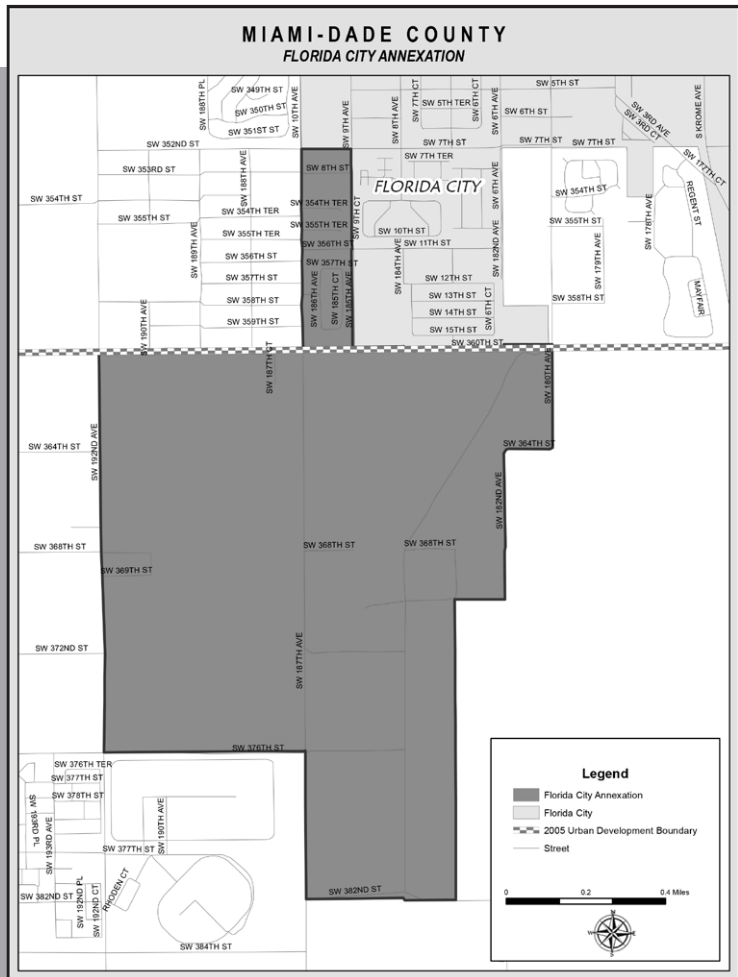 MIAMI-DADE COUNTY
FLORIDA CITY ANNEXATION
SW 188TH PL
SW 349TH ST
SW 350TH ST
SW 351ST ST
SW 10TH AVE
SW 9TH AVE
SW 8TH AVE
SW 7TH CT
SW 5TH TER
SW 6TH CT
SW 6TH AVE
SW 5TH ST
SW 6TH ST
SW 3RD AVE
SW 3RD CT
S KROME AVE
SW 177TH CT
SW 352ND ST
SW 7TH ST
SW 7TH ST
SW 7TH ST
SW 353RD ST
SW 188TH AVE
SW 8TH ST
SW 7TH TER
FLORIDA CITY
SW 6TH AVE
SW 354TH ST
SW 354TH ST
REGENT ST
SW 354TH TER
SW 354TH TER
SW 9TH CT
SW 355TH ST
SW 355TH ST
SW 178TH AVE
SW 189TH AVE
SW 355TH TER
SW 355TH TER
SW 10TH ST
SW 182ND AVE
SW 356TH ST
SW 356TH ST
SW 11TH ST
SW 184TH AVE
SW 179TH AVE
SW 357TH ST
SW 357TH ST
SW 12TH ST
SW 186TH AVE
SW 185TH CT
SW 185TH AVE
SW 13TH ST
SW 6TH CT
MAYFAIR
SW 358TH ST
SW 358TH ST
SW 14TH ST
SW 190TH AVE
SW 359TH ST
SW 15TH ST
SW 360TH ST
SW 187TH CT
SW 180TH AVE
SW 364TH ST
SW 192ND AVE
SW 364TH ST
SW 182ND AVE
SW 368TH ST
SW 368TH ST
SW 368TH ST
SW 369TH ST
SW 372ND ST
SW 187TH AVE
SW 376TH ST
SW 376TH TER
SW 377TH ST
SW 378TH ST
SW 193RD PL
SW 193RD AVE
SW 190TH AVE
SW 377TH ST
SW 382ND ST
SW 192ND PL
SW 192ND CT
RHODEN CT
SW 382ND ST
SW 384TH ST
Legend
Florida City Annexation
Florida City
2005 Urban Development Boundary
Street
0 0.2 0.4 Miles
N
W E
S